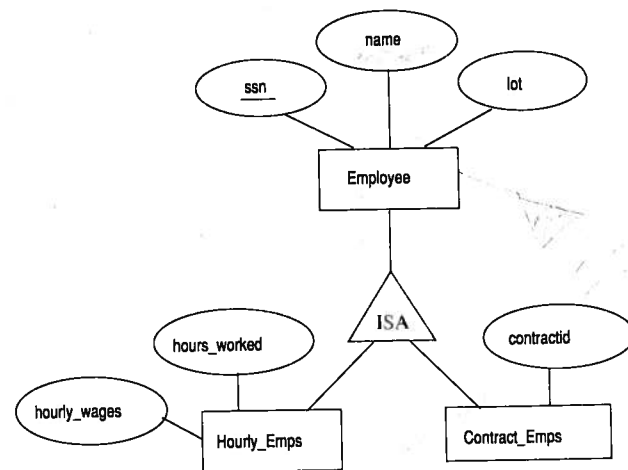 name
ssn
lot
Employee
ISA
hours_worked
contractid
hourly_wages
Hourly_Emps
Contract_Emps